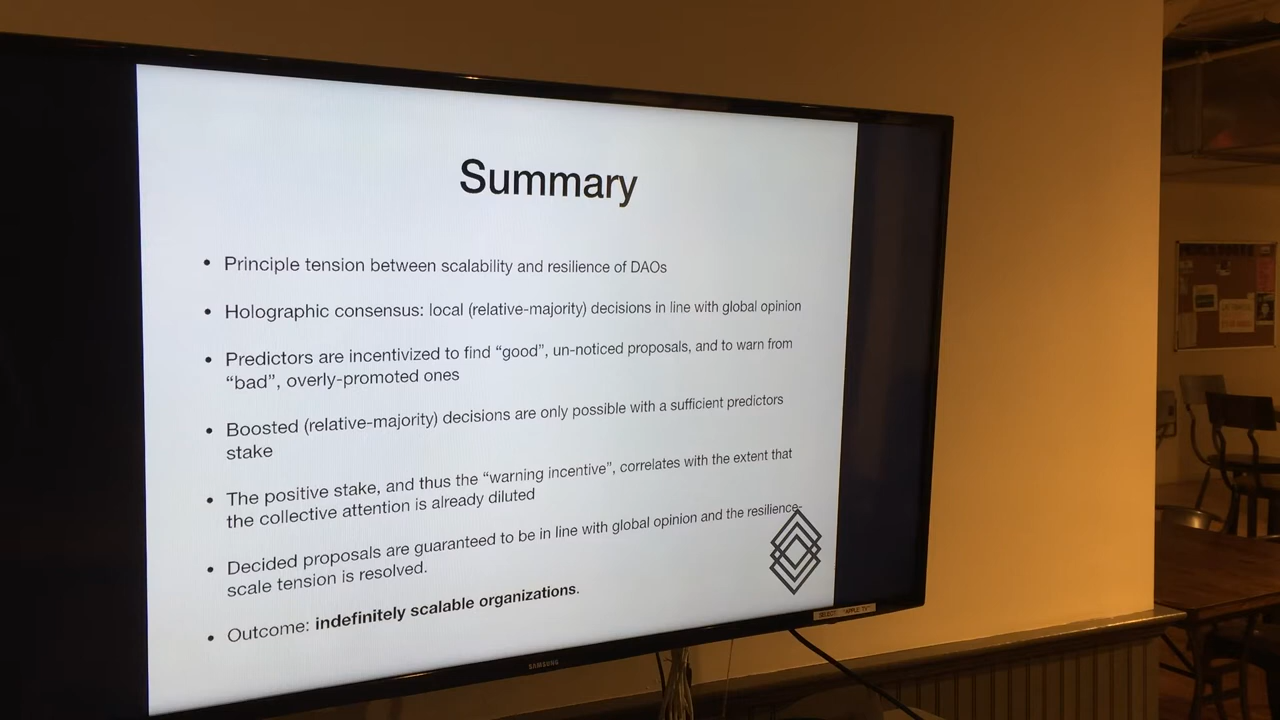 Summary
• Principle tension between scalability and resilience of DAOs
• Holographic consensus: local (relative-majority) decisions in line with global opinion
• Predictors are incentivized to find “good”, un-noticed proposals, and to warn from
“bad”, overly-promoted ones
• Boosted (relative-majority) decisions are only possible with a sufficient predictors
stake
• The positive stake, and thus the “warning incentive”, correlates with the extent that
the collective attention is already diluted
• Decided proposals are guaranteed to be in line with global opinion and the resilience-
scale tension is resolved.
• Outcome: indefinitely scalable organizations.
SELECT: "APPLE TV"
SAMSUNG